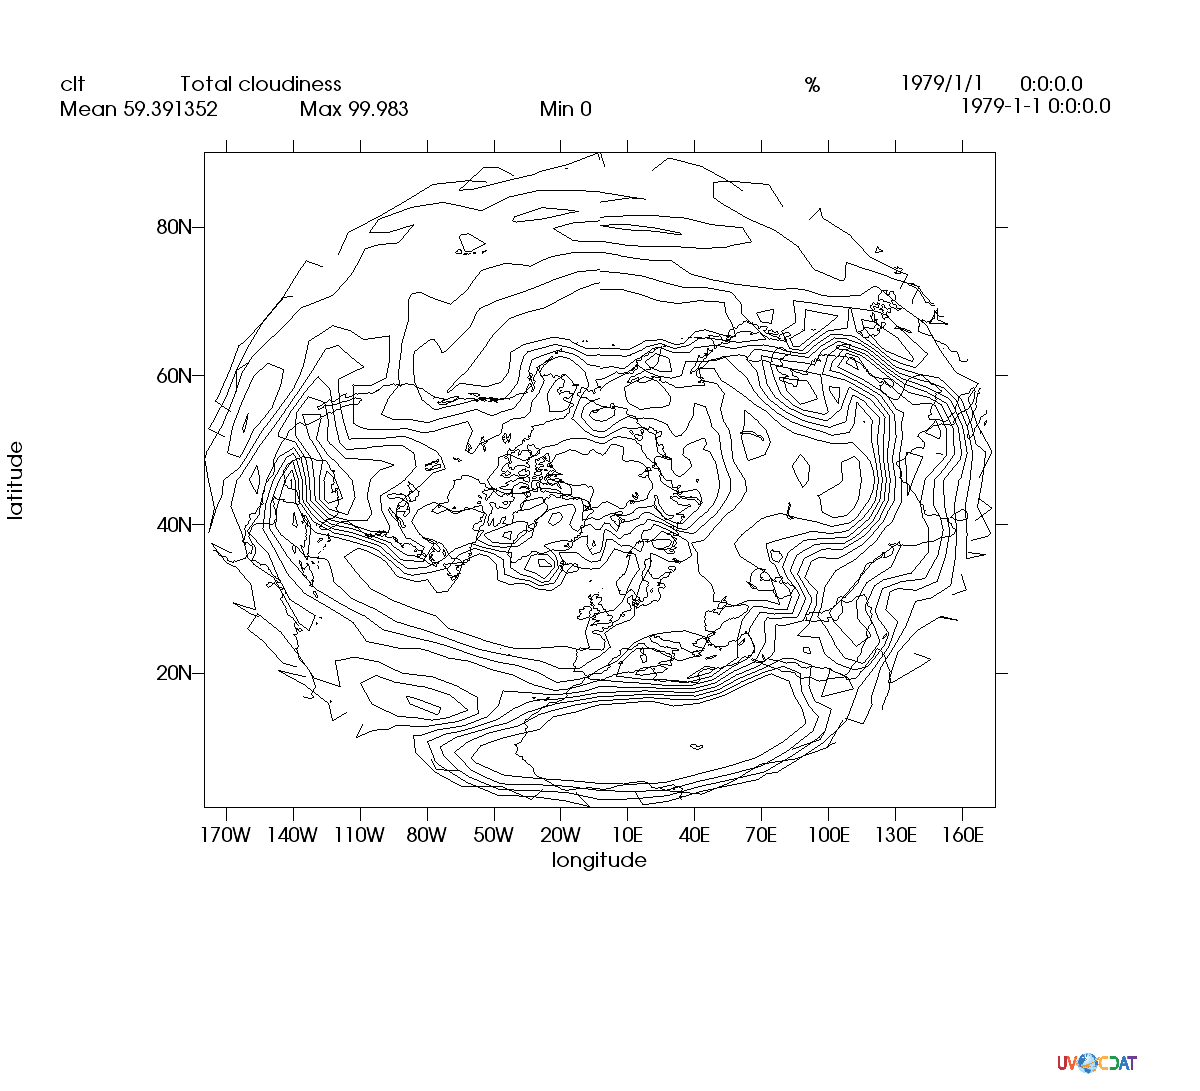 clt Total cloudiness % 1979/1/1 0:0:0.0
Mean 59.391352 Max 99.983 Min 0 1979-1-1 0:0:0.0
80N
60N
latitude
40N
20N
170W 140W 110W 80W 50W 20W 10E 40E 70E 100E 130E 160E
longitude
UV CDAT